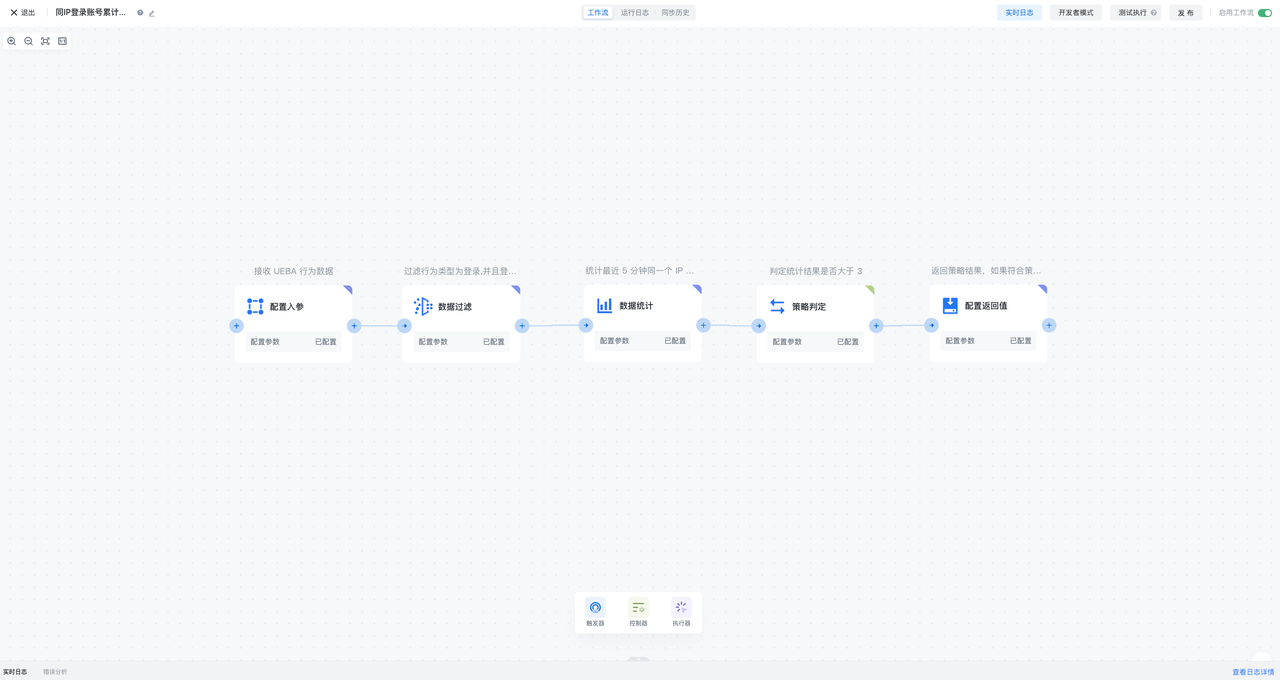 退出
同IP登录账号累计...
工作流
运行日志
同步历史
实时日志
开发者模式
测试执行
发 布
启用工作流
接收 UEBA 行为数据
配置入参
配置参数
已配置
过滤行为类型为登录,并且登...
数据过滤
配置参数
已配置
统计最近 5 分钟同一个 IP ...
数据统计
配置参数
已配置
判定统计结果是否大于 3
策略判定
配置参数
已配置
返回策略结果，如果符合策...
配置返回值
配置参数
已配置
触发器
控制器
执行器
实时日志
错误分析
查看日志详情